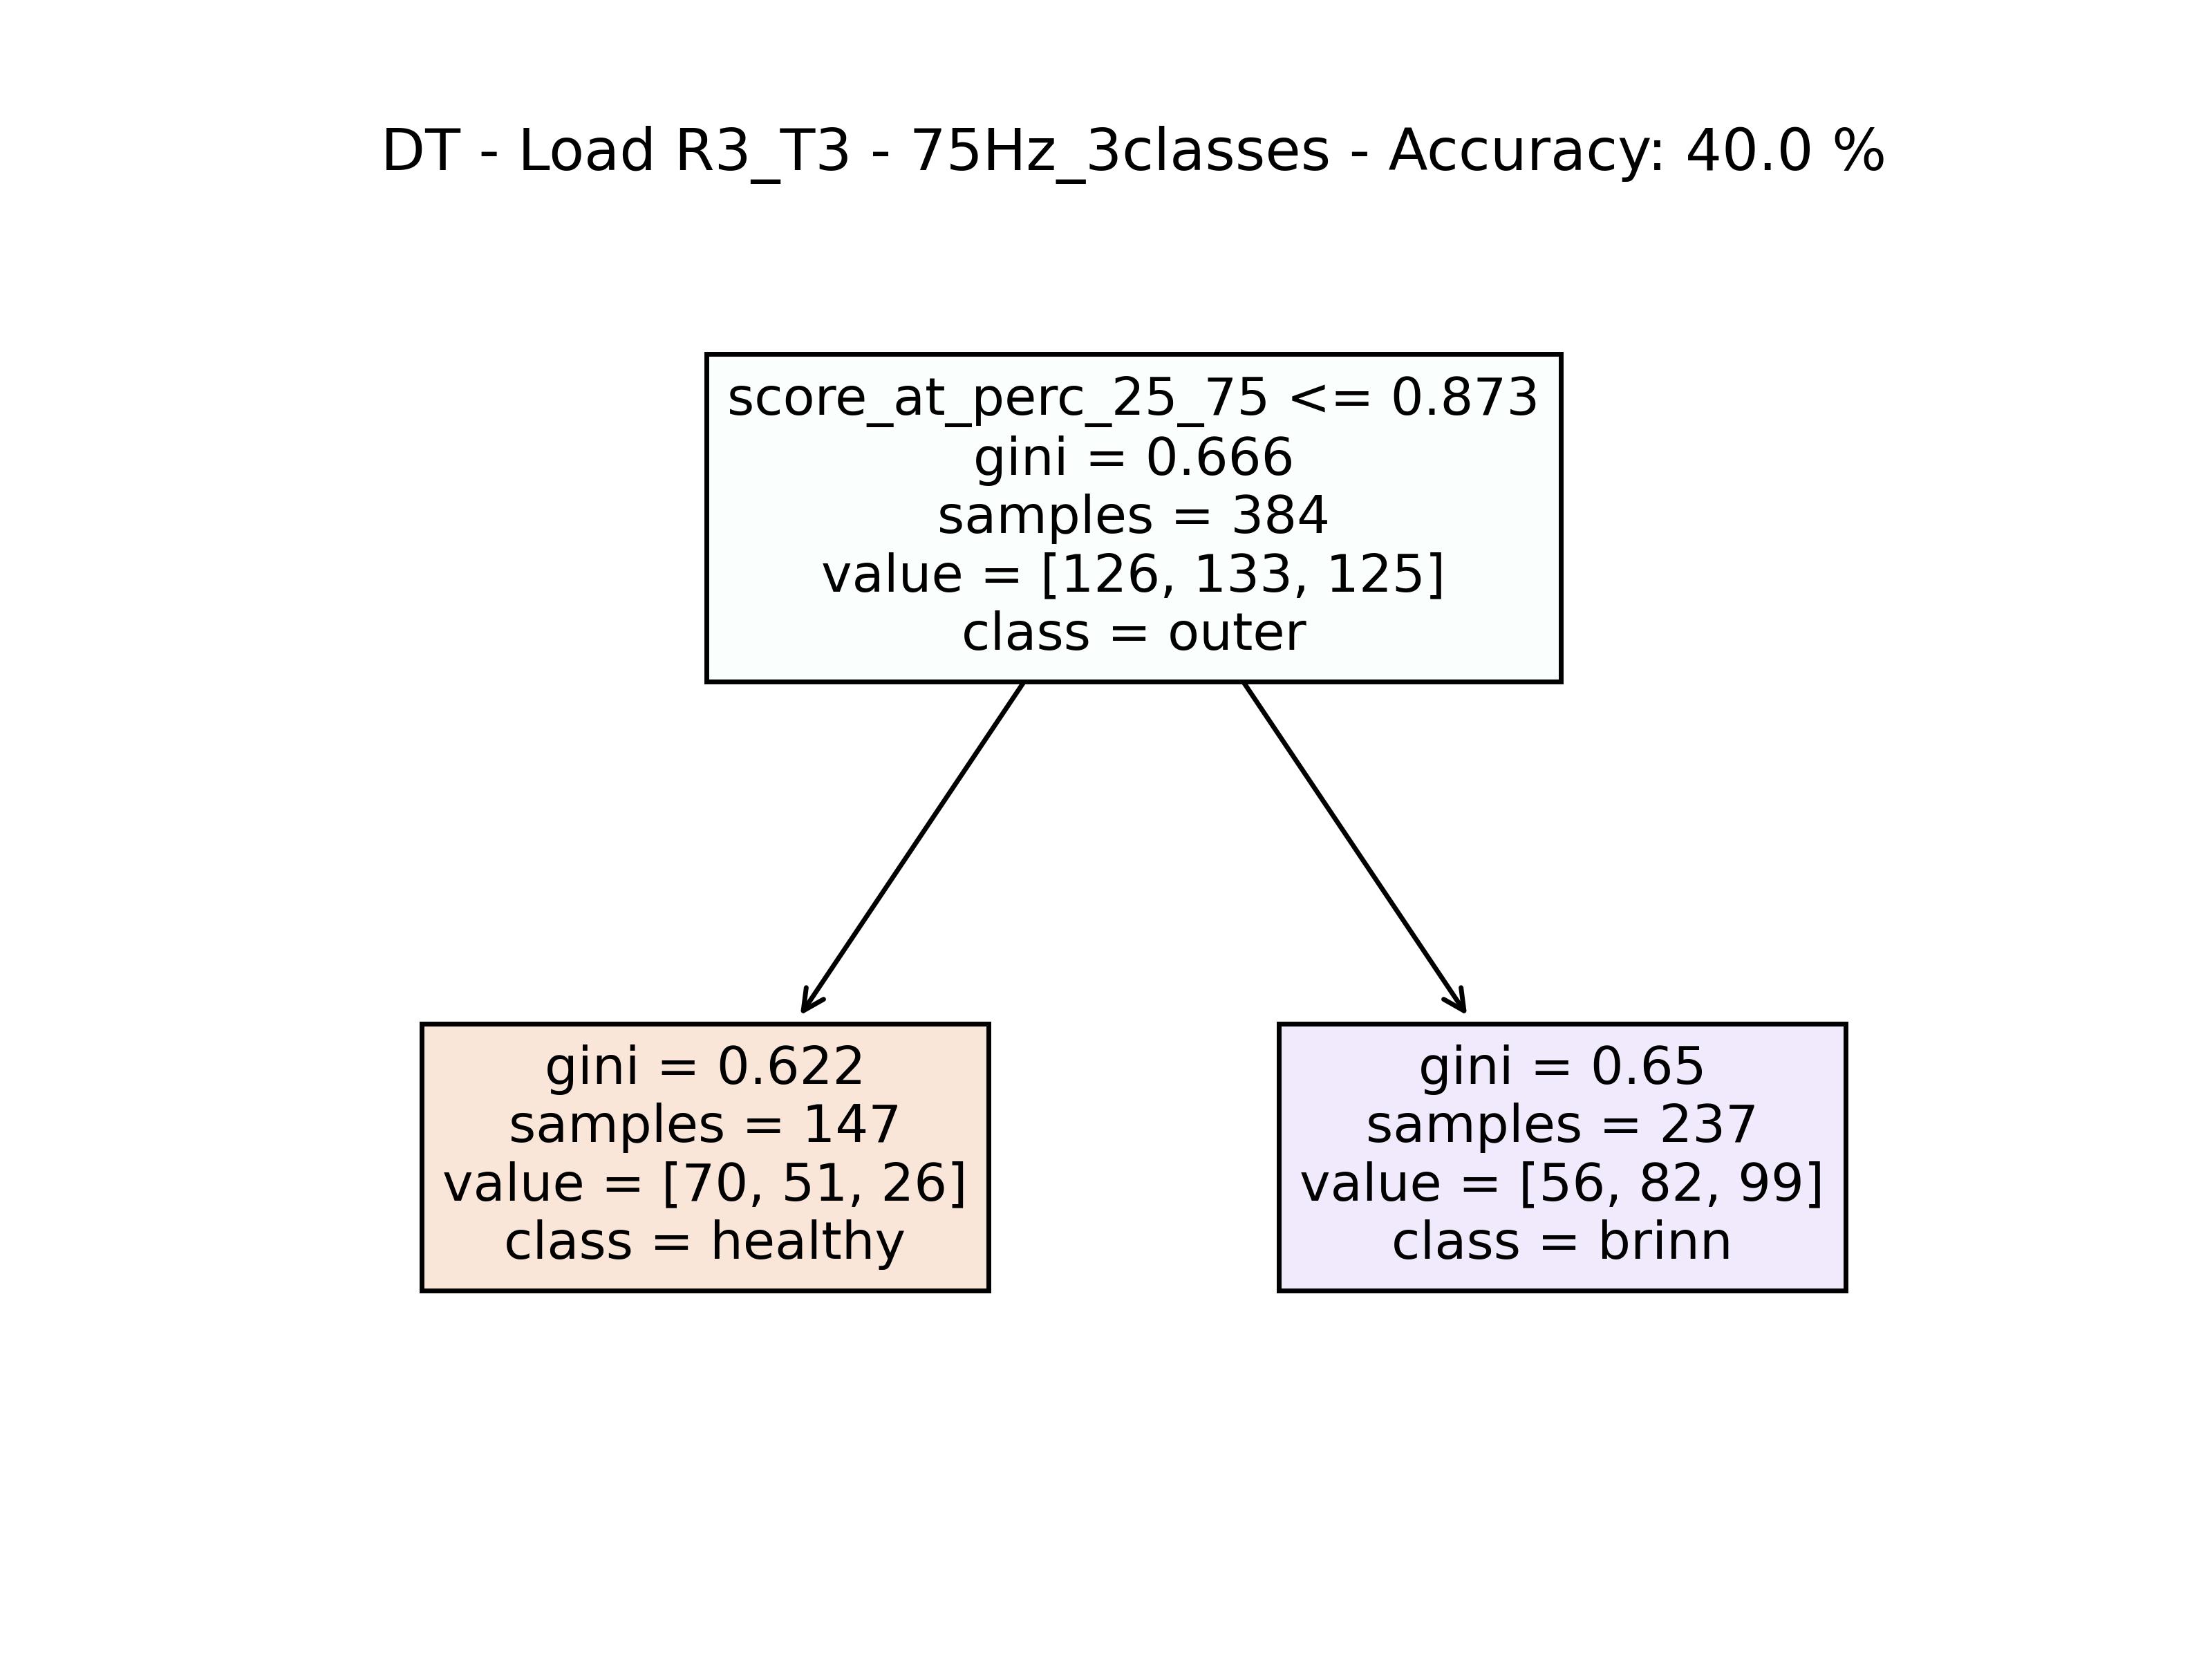 DT - Load R3_T3 - 75Hz_3classes - Accuracy: 40.0 %
score_at_perc_25_75 <= 0.873
gini = 0.666
samples = 384
value = [126, 133, 125]
class = outer
gini = 0.622
samples = 147
value = [70, 51, 26]
class = healthy
gini = 0.65
samples = 237
value = [56, 82, 99]
class = brinn